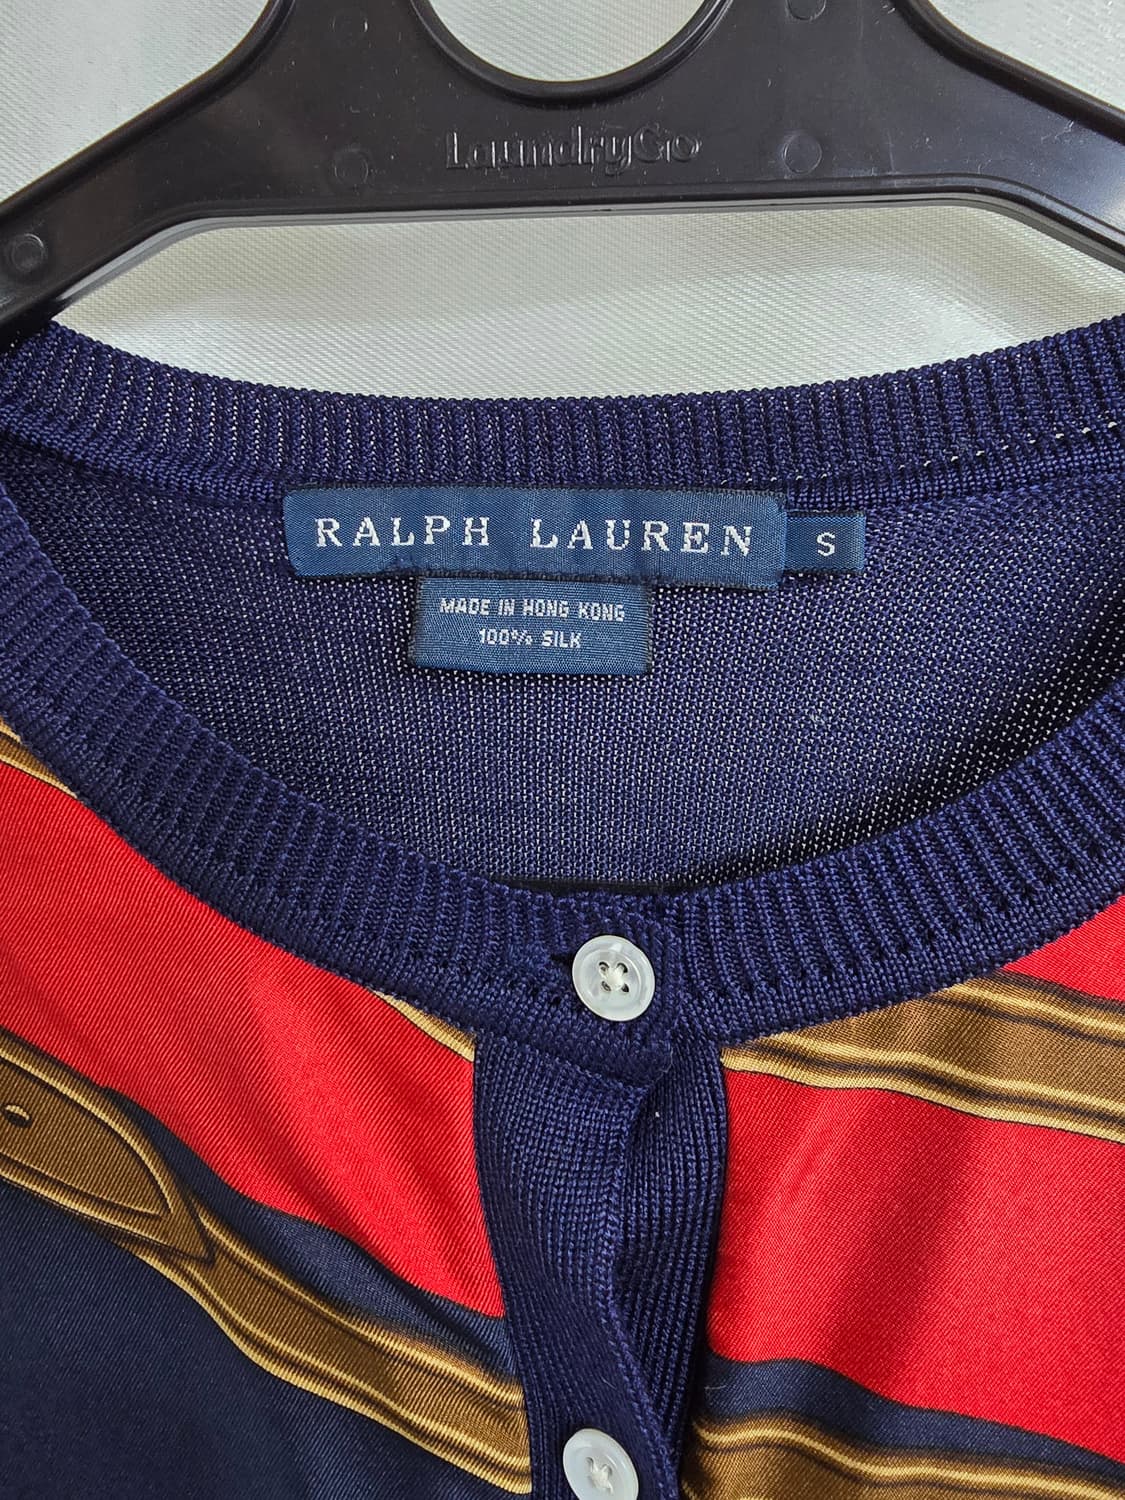 LaundryGo
RALPH LAUREN
S
MADE IN HONG KONG
100% SILK